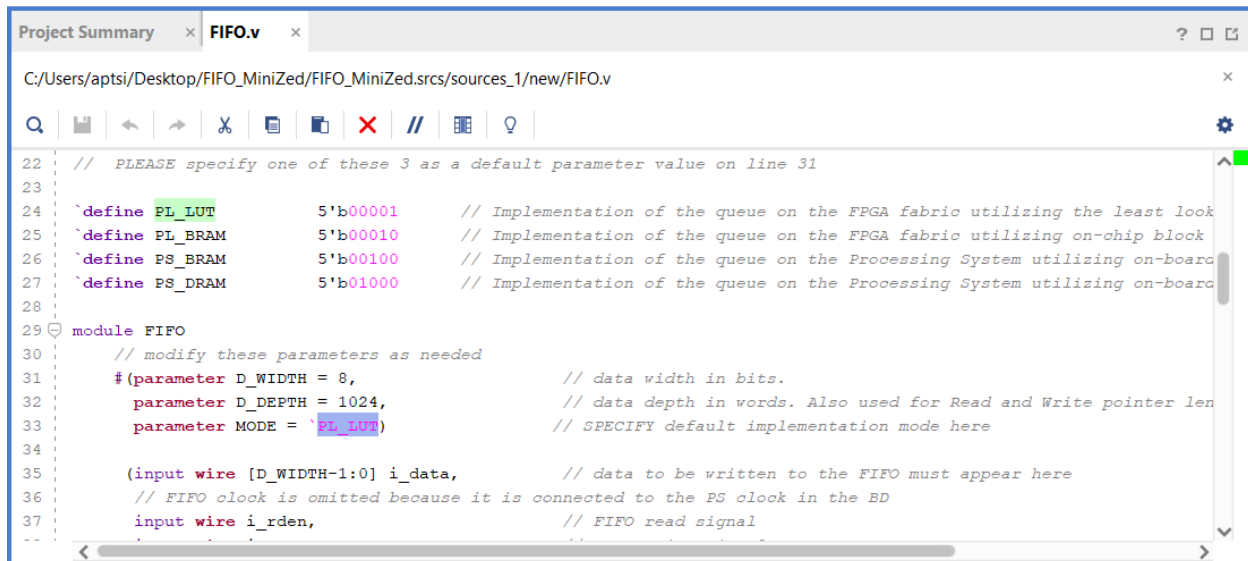 Project Summary × FIFO.v ×
C:/Users/aptsi/Desktop/FIFO_MiniZed/FIFO_MiniZed.srcs/sources_1/new/FIFO.v
22 // PLEASE specify one of these 3 as a default parameter value on line 31
23
24 `define PL_LUT 5'b00001 // Implementation of the queue on the FPGA fabric utilizing the least look
25 `define PL_BRAM 5'b00010 // Implementation of the queue on the FPGA fabric utilizing on-chip block
26 `define PS_BRAM 5'b00100 // Implementation of the queue on the Processing System utilizing on-board
27 `define PS_DRAM 5'b01000 // Implementation of the queue on the Processing System utilizing on-board
28
29 module FIFO
30 // modify these parameters as needed
31 #(parameter D_WIDTH = 8, // data width in bits.
32 parameter D_DEPTH = 1024, // data depth in words. Also used for Read and Write pointer len
33 parameter MODE = `PL_LUT) // SPECIFY default implementation mode here
34
35 (input wire [D_WIDTH-1:0] i_data, // data to be written to the FIFO must appear here
36 // FIFO clock is omitted because it is connected to the PS clock in the BD
37 input wire i_rden, // FIFO read signal